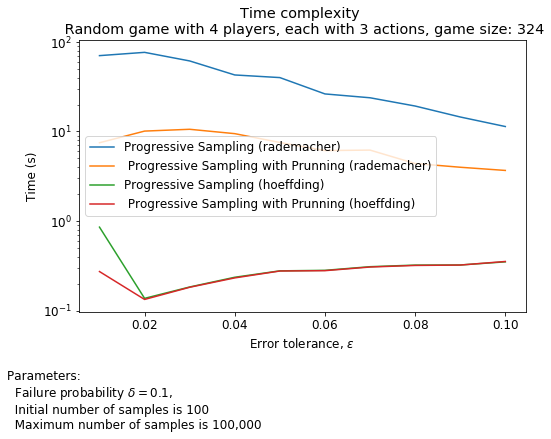 Time complexity
Random game with 4 players, each with 3 actions, game size: 324
10²
10¹
10⁰
10⁻¹
Time (s)
Progressive Sampling (rademacher)
Progressive Sampling with Prunning (rademacher)
Progressive Sampling (hoeffding)
Progressive Sampling with Prunning (hoeffding)
0.02 0.04 0.06 0.08 0.10
Error tolerance, ε
Parameters:
Failure probability δ = 0.1,
Initial number of samples is 100
Maximum number of samples is 100,000